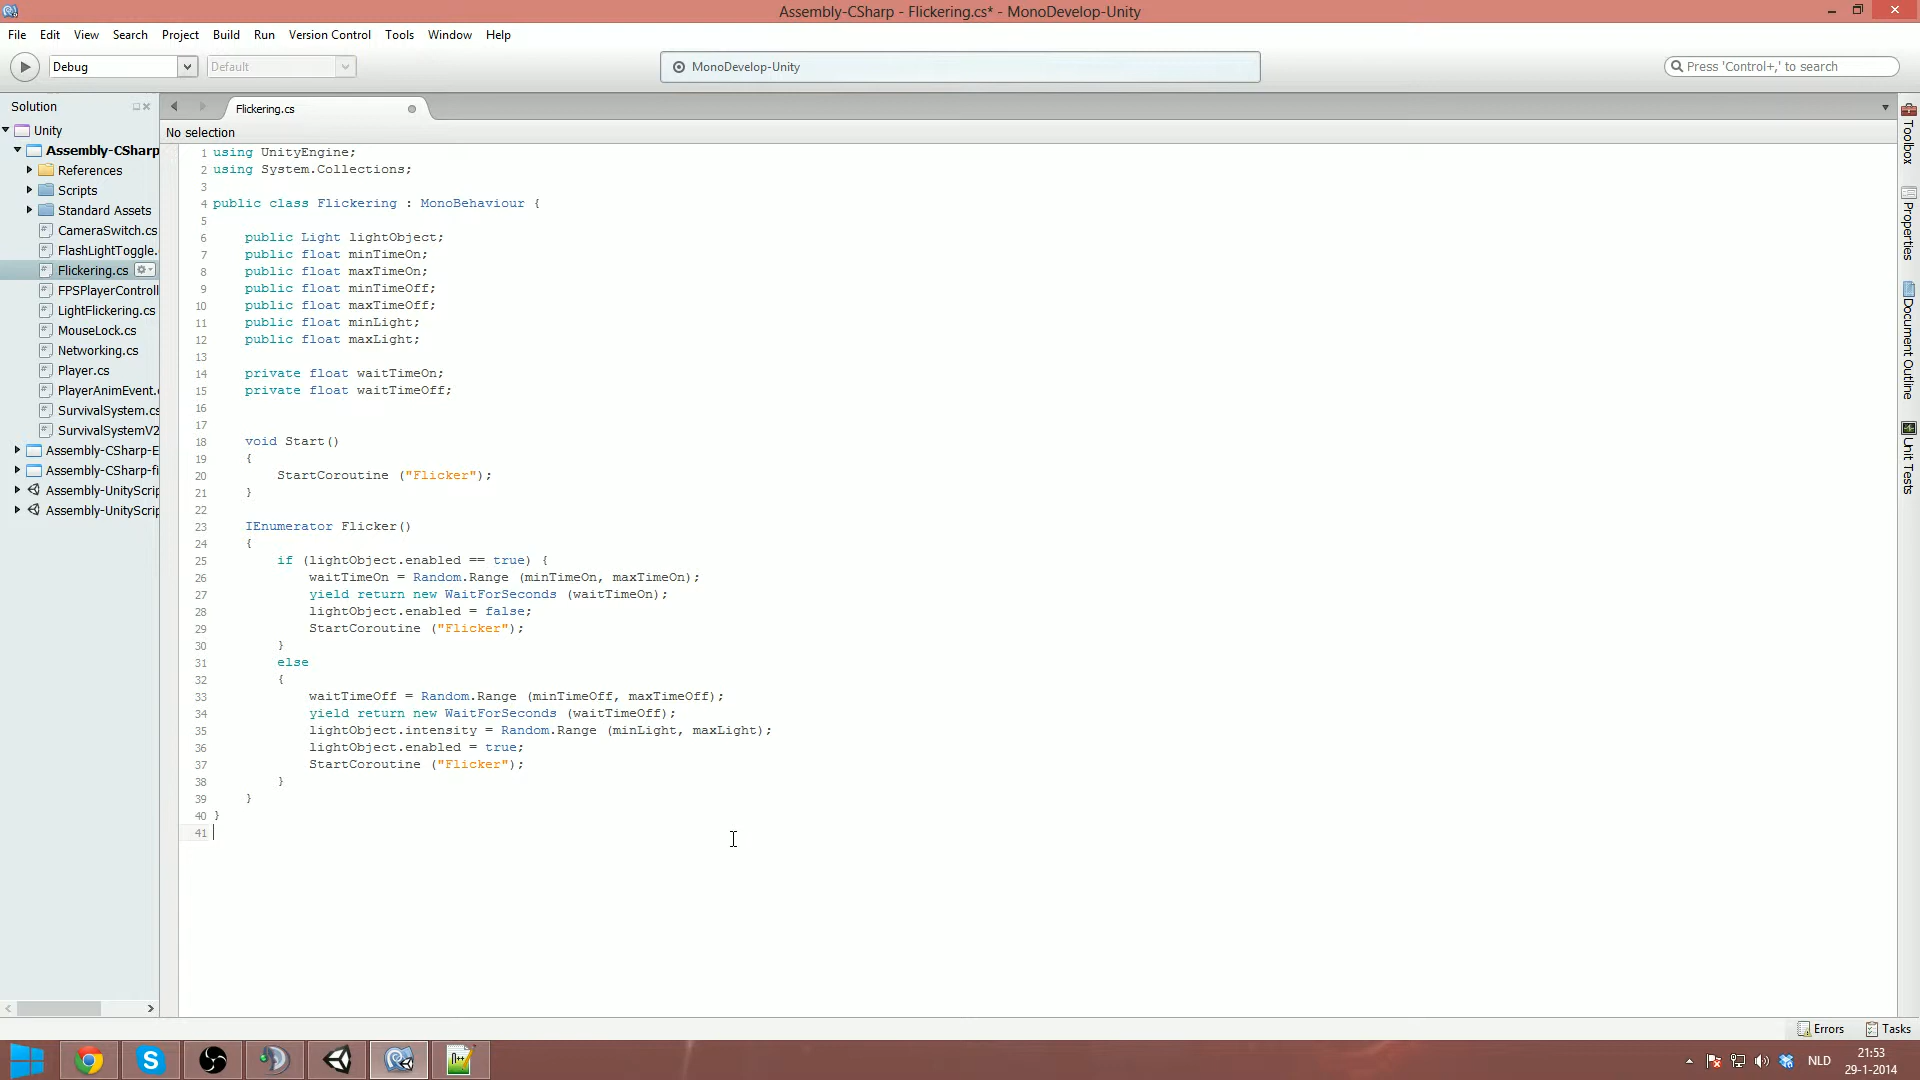 Assembly-CSharp - Flickering.cs* - MonoDevelop-Unity
File Edit View Search Project Build Run Version Control Tools Window Help
Debug
Default
MonoDevelop-Unity
Press 'Control+,' to search
Solution
Unity
Assembly-CSharp
References
Scripts
Standard Assets
CameraSwitch.cs
FlashLightToggle.
Flickering.cs
FPSPlayerControll
LightFlickering.cs
MouseLock.cs
Networking.cs
Player.cs
PlayerAnimEvent.
SurvivalSystem.cs
SurvivalSystemV2
Assembly-CSharp-E
Assembly-CSharp-fi
Assembly-UnityScrip
Assembly-UnityScrip
Flickering.cs
No selection
1 using UnityEngine;
2 using System.Collections;
3
4 public class Flickering : MonoBehaviour {
5
6 public Light lightObject;
7 public float minTimeOn;
8 public float maxTimeOn;
9 public float minTimeOff;
10 public float maxTimeOff;
11 public float minLight;
12 public float maxLight;
13
14 private float waitTimeOn;
15 private float waitTimeOff;
16
17
18 void Start()
19 {
20 StartCoroutine ("Flicker");
21 }
22
23 IEnumerator Flicker()
24 {
25 if (lightObject.enabled == true) {
26 waitTimeOn = Random.Range (minTimeOn, maxTimeOn);
27 yield return new WaitForSeconds (waitTimeOn);
28 lightObject.enabled = false;
29 StartCoroutine ("Flicker");
30 }
31 else
32 {
33 waitTimeOff = Random.Range (minTimeOff, maxTimeOff);
34 yield return new WaitForSeconds (waitTimeOff);
35 lightObject.intensity = Random.Range (minLight, maxLight);
36 lightObject.enabled = true;
37 StartCoroutine ("Flicker");
38 }
39 }
40 }
41
Toolbox
Properties
Document Outline
Unit Tests
Errors
Tasks
NLD
21:53
29-1-2014